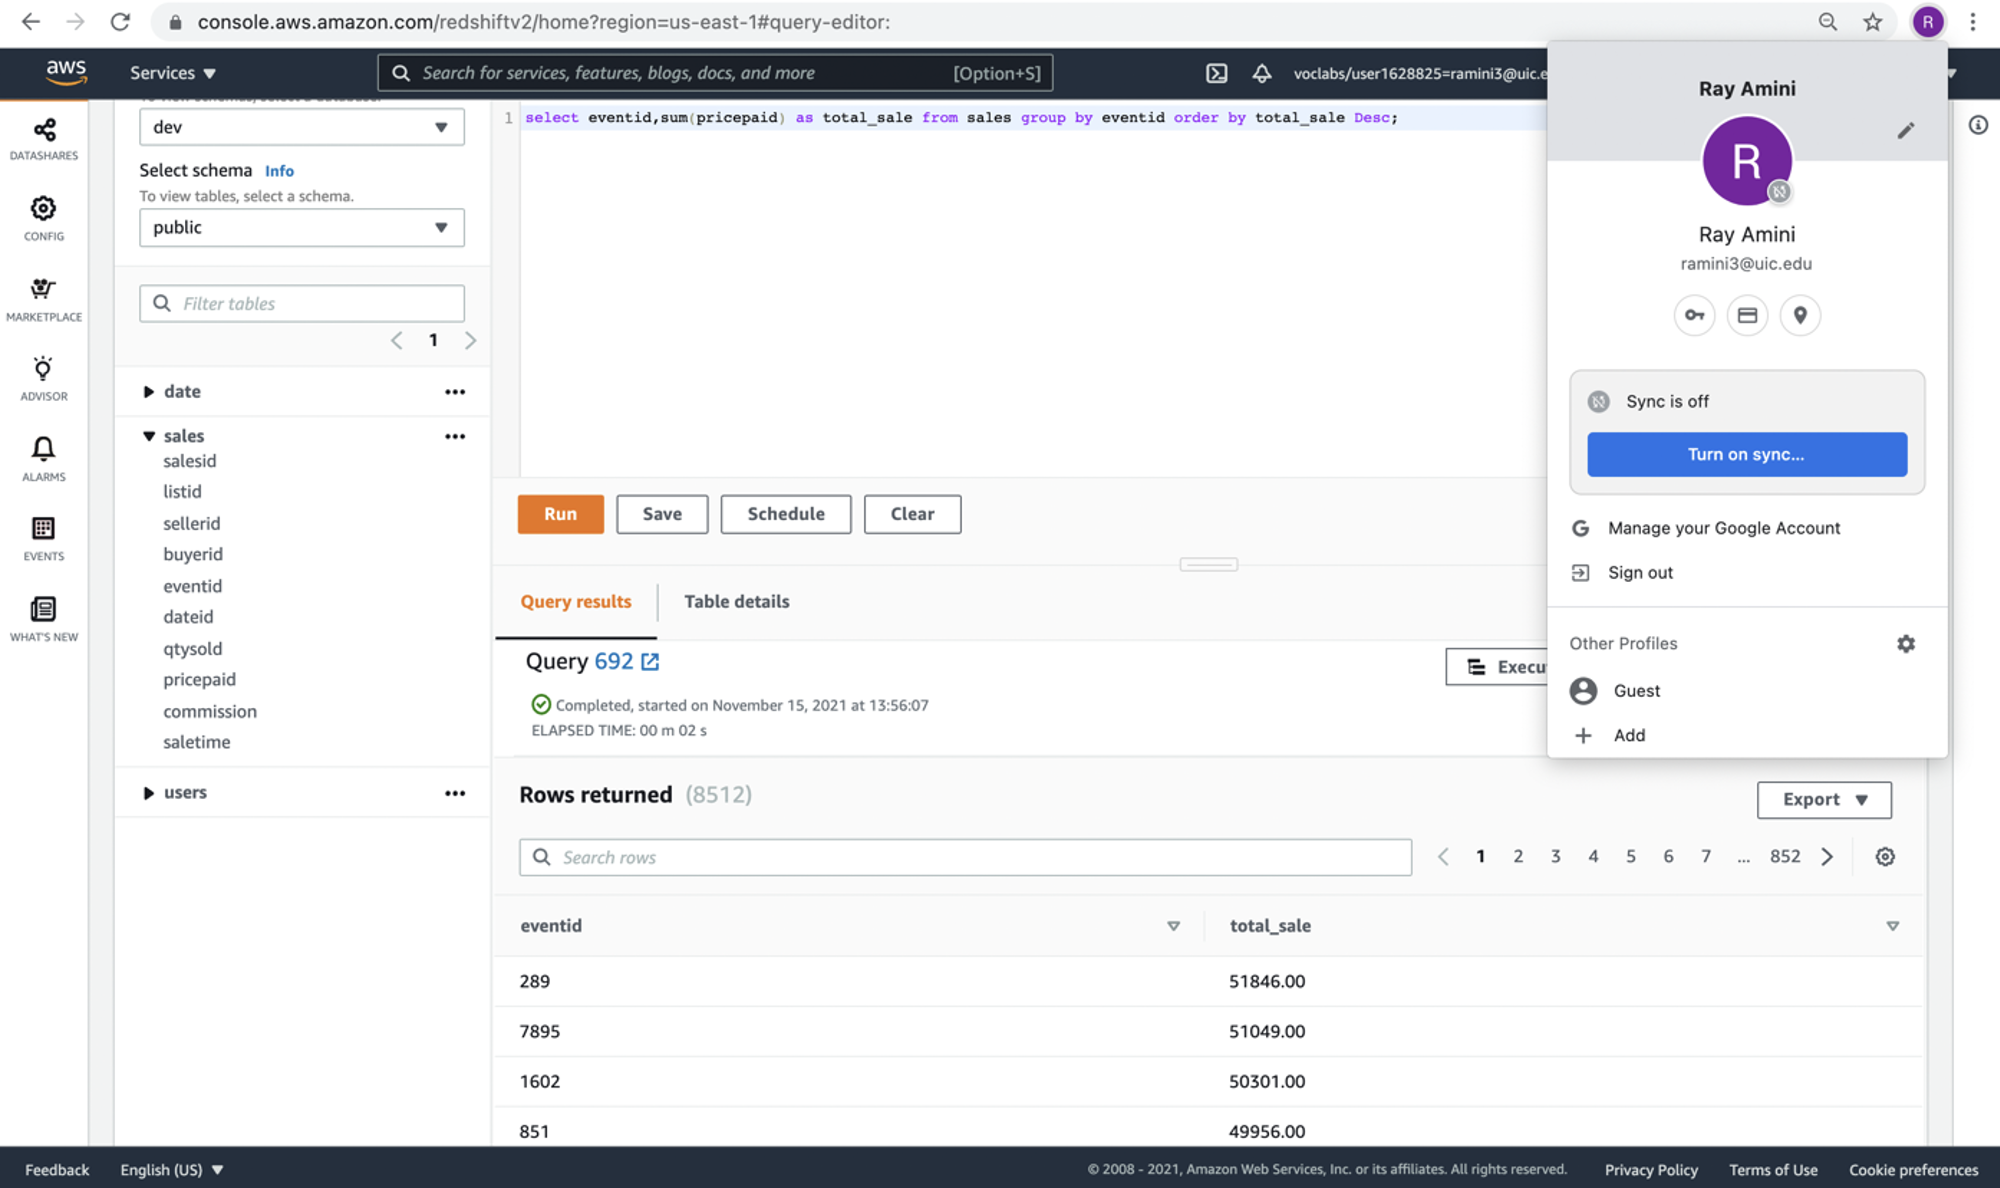 console.aws.amazon.com/redshiftv2/home?region=us-east-1#query-editor:
R
aws
Services
Search for services, features, blogs, docs, and more
[Option+S]
voclabs/user1628825=ramini3@uic.e
DATASHARES
CONFIG
MARKETPLACE
ADVISOR
ALARMS
EVENTS
WHAT'S NEW
dev
Select schema Info
To view tables, select a schema.
public
Filter tables
1
date
sales
salesid
listid
sellerid
buyerid
eventid
dateid
qtysold
pricepaid
commission
saletime
users
1 select eventid,sum(pricepaid) as total_sale from sales group by eventid order by total_sale Desc;
Run
Save
Schedule
Clear
Query results
Table details
Query 692
Execu
Completed, started on November 15, 2021 at 13:56:07
ELAPSED TIME: 00 m 02 s
Rows returned (8512)
Export
Search rows
1 2 3 4 5 6 7 ... 852
eventid total_sale
289 51846.00
7895 51049.00
1602 50301.00
851 49956.00
Ray Amini
R
Ray Amini
ramini3@uic.edu
Sync is off
Turn on sync...
G Manage your Google Account
Sign out
Other Profiles
Guest
Add
Feedback
English (US)
© 2008 - 2021, Amazon Web Services, Inc. or its affiliates. All rights reserved.
Privacy Policy
Terms of Use
Cookie preferences